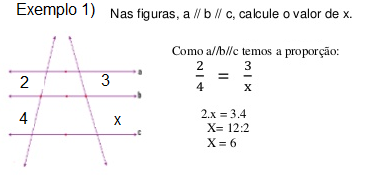 Exemplo 1) Nas figuras, a // b // c, calcule o valor de x.
Como a//b//c temos a proporção:
2/4 = 3/x
2.x = 3.4
X= 12:2
X = 6
2 3 a
b
4 x c